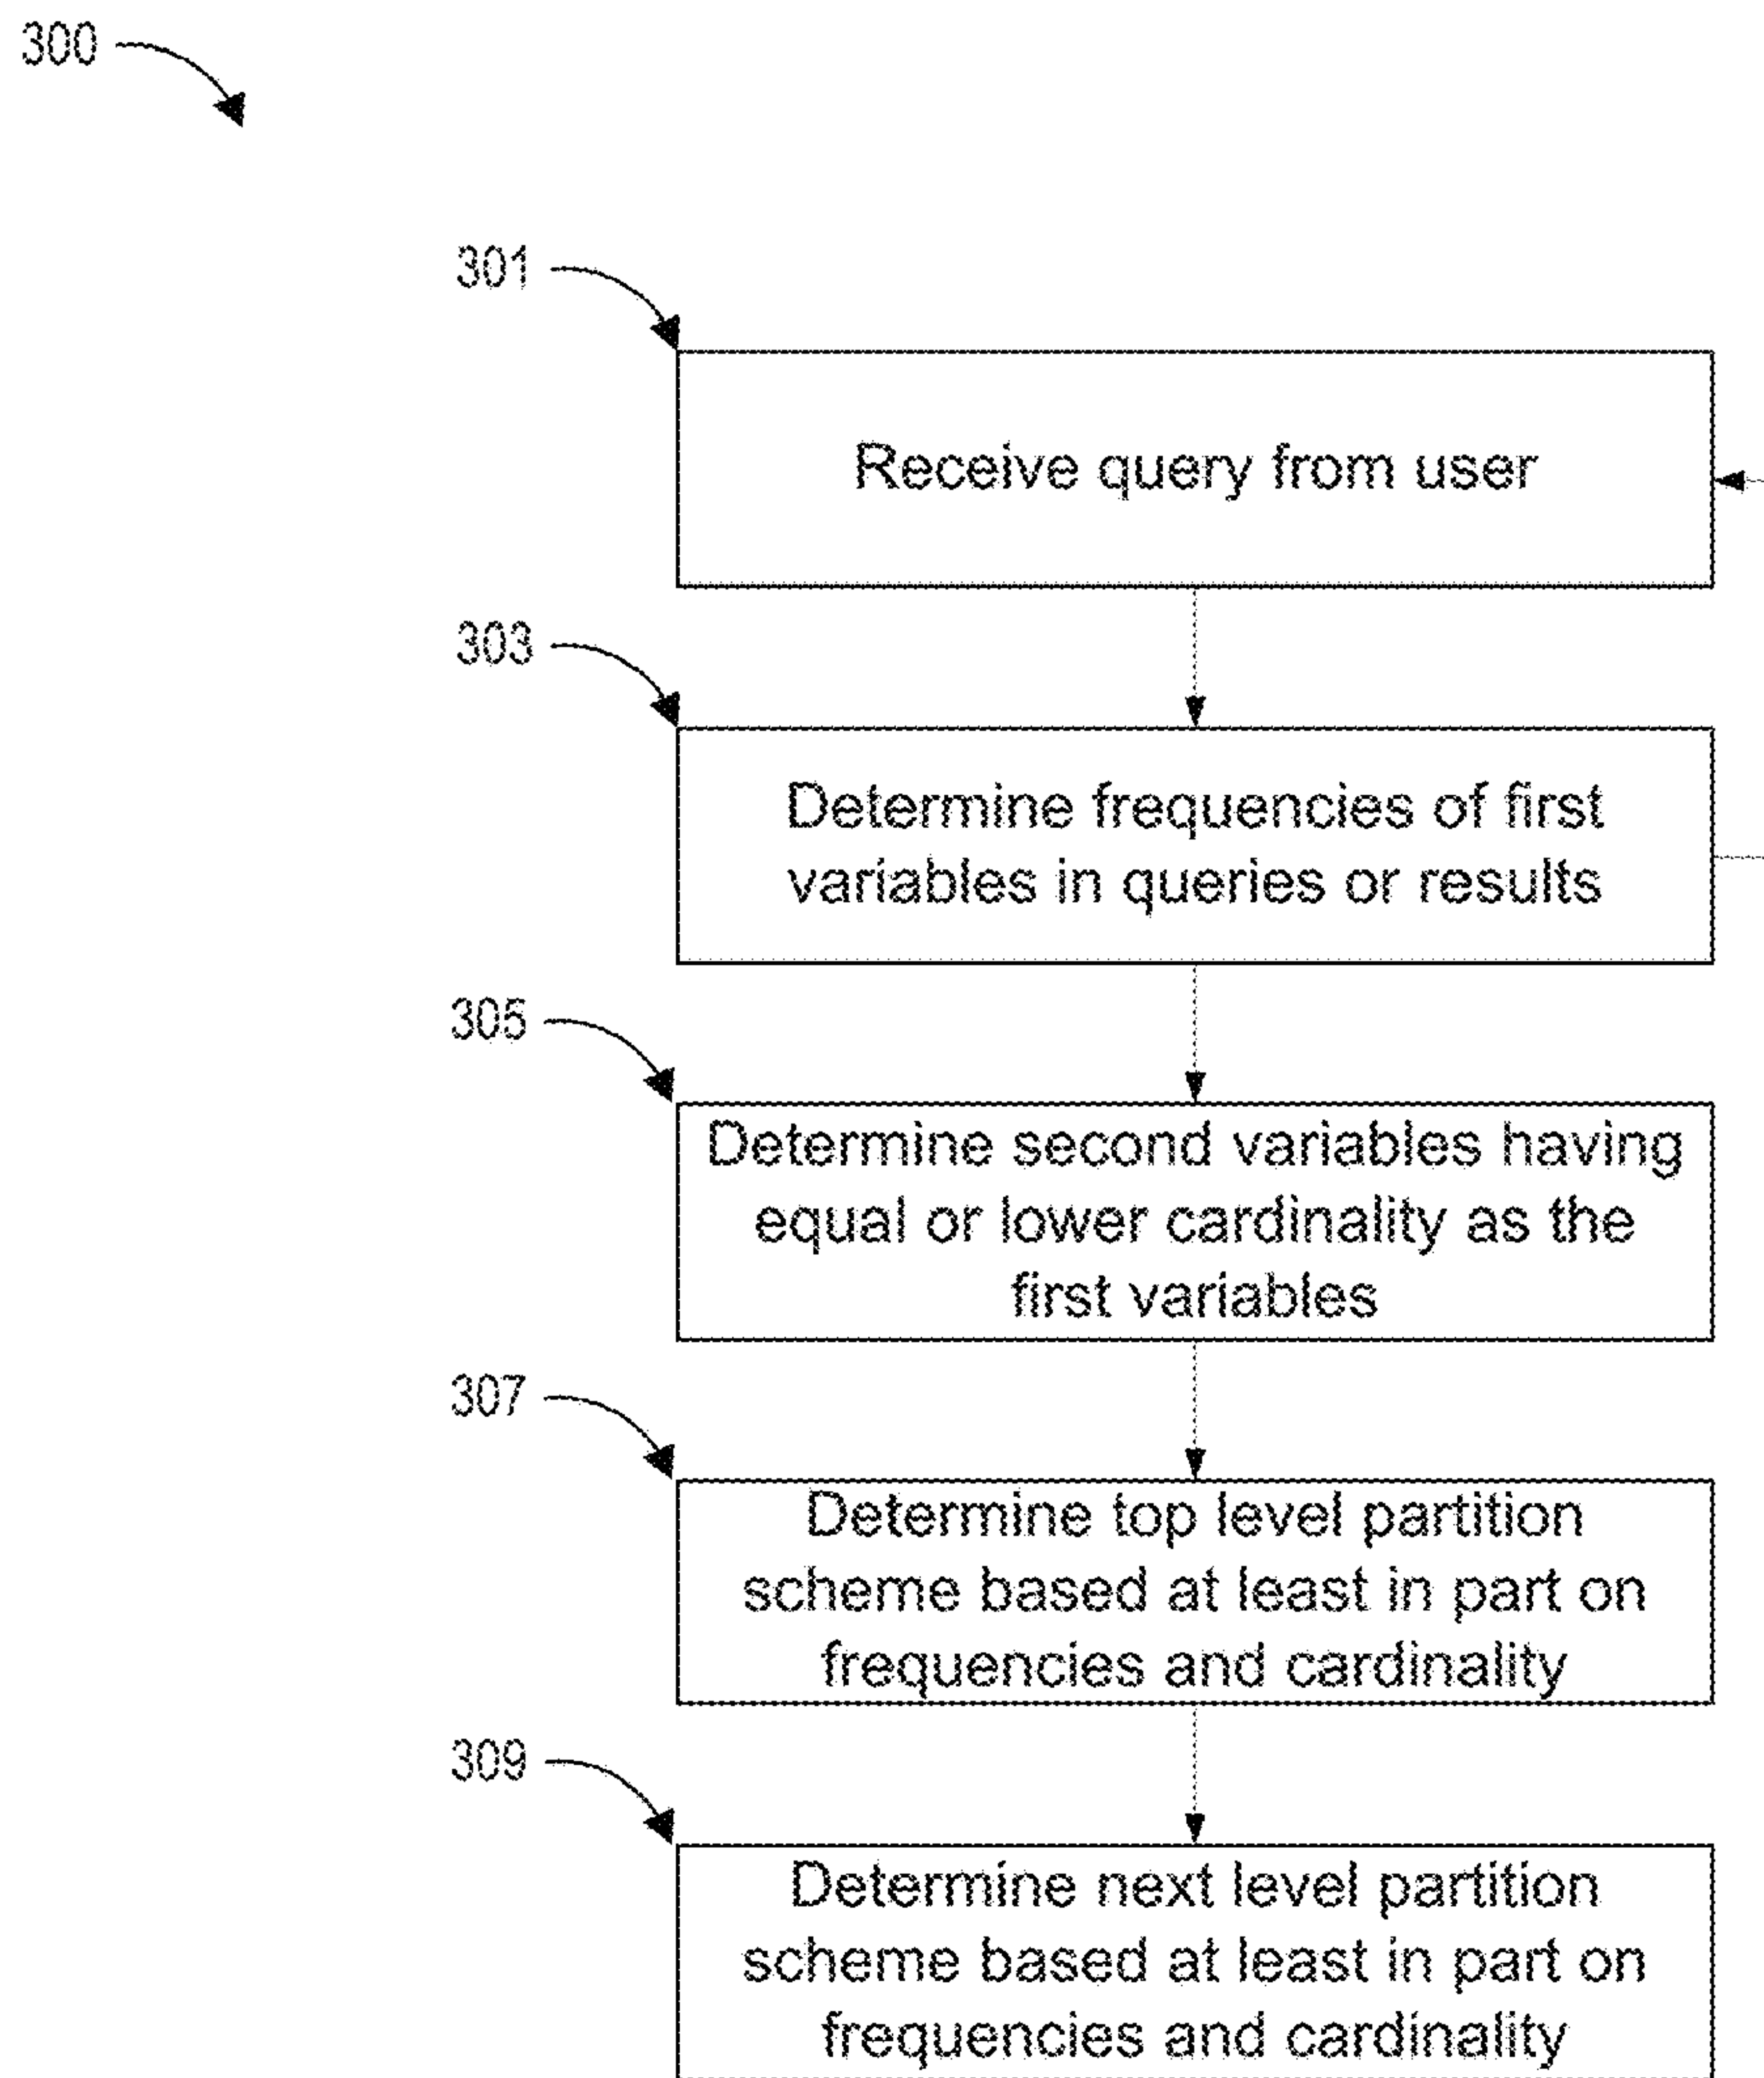 300
301
Receive query from user
303
Determine frequencies of first
variables in queries or results
305
Determine second variables having
equal or lower cardinality as the
first variables
307
Determine top level partition
scheme based at least in part on
frequencies and cardinality
309
Determine next level partition
scheme based at least in part on
frequencies and cardinality